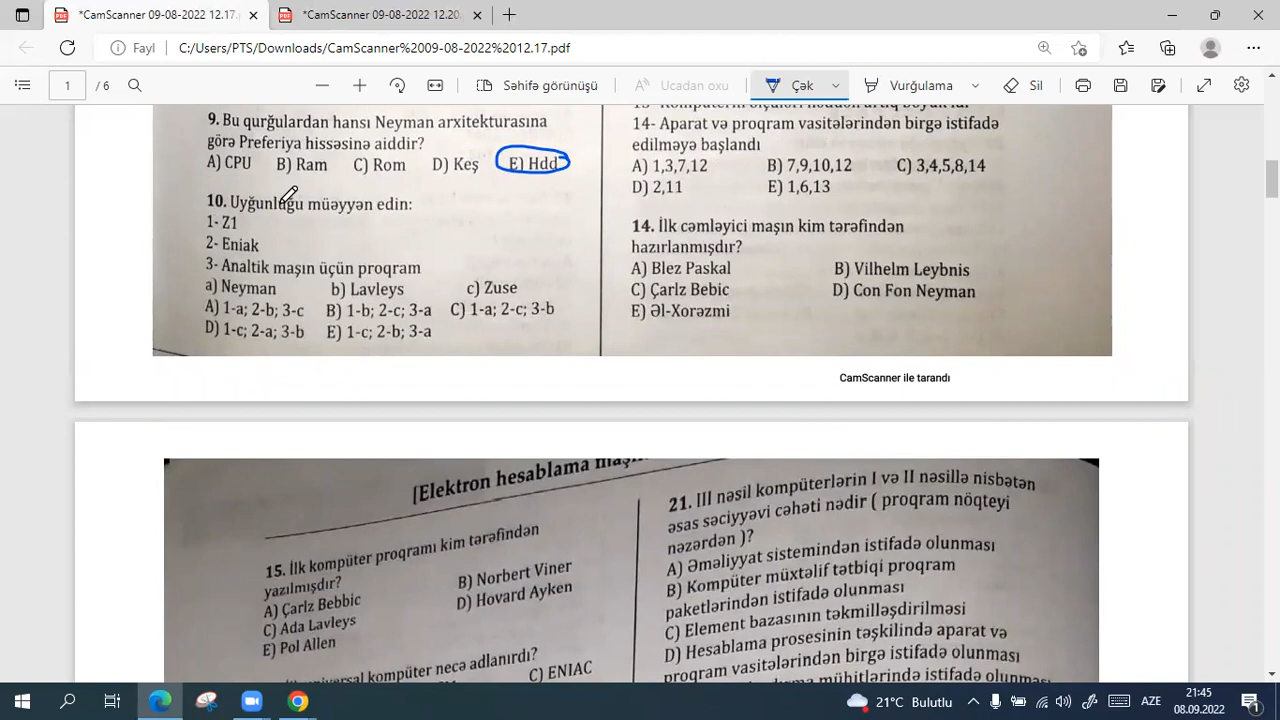 *CamScanner 09-08-2022 12.17.
*CamScanner 09-08-2022 12.20.
Fayl
C:/Users/PTS/Downloads/CamScanner%2009-08-2022%2012.17.pdf
1 / 6
Səhifə görünüşü
Ucadan oxu
Çək
Vurğulama
Sil
9. Bu qurğulardan hansı Neyman arxitekturasına
görə Preferiya hissəsinə aiddir?
A) CPU B) Ram C) Rom D) Keş E) Hdd
10. Uyğunluğu müəyyən edin:
1- Z1
2- Eniak
3- Analtik maşın üçün proqram
a) Neyman b) Lavleys c) Zuse
A) 1-a; 2-b; 3-c B) 1-b; 2-c; 3-a C) 1-a; 2-c; 3-b
D) 1-c; 2-a; 3-b E) 1-c; 2-b; 3-a
14- Aparat və proqram vasitələrindən birgə istifadə
edilməyə başlandı
A) 1,3,7,12 B) 7,9,10,12 C) 3,4,5,8,14
D) 2,11 E) 1,6,13
14. İlk cəmləyici maşın kim tərəfindən
hazırlanmışdır?
A) Blez Paskal B) Vilhelm Leybnis
C) Çarlz Bebic D) Con Fon Neyman
E) Əl-Xorəzmi
CamScanner ile tarandı
[Elektron hesablama
15. İlk kompüter proqramı kim tərəfindən
yazılmışdır?
A) Çarlz Bebbic B) Norbert Viner
C) Ada Lavleys D) Hovard Ayken
E) Pol Allen
necə adlanırdı?
C) ENIAC
21. III nəsil kompüterlərin I və II nəsillə nisbətən
əsas səciyyəvi cəhəti nədir ( proqram nöqteyi
nəzərdən )?
A) Əməliyyat sistemindən istifadə olunması
B) Kompüter müxtəlif tətbiqi proqram
paketlərindən istifadə olunması
C) Element bazasının təkmilləşdirilməsi
D) Hesablama prosesinin təşkilində aparat və
proqram vasitələrindən birgə istifadə olunması
mühitlərində istifadə olunması
21°C Bulutlu
AZE
21:45
08.09.2022